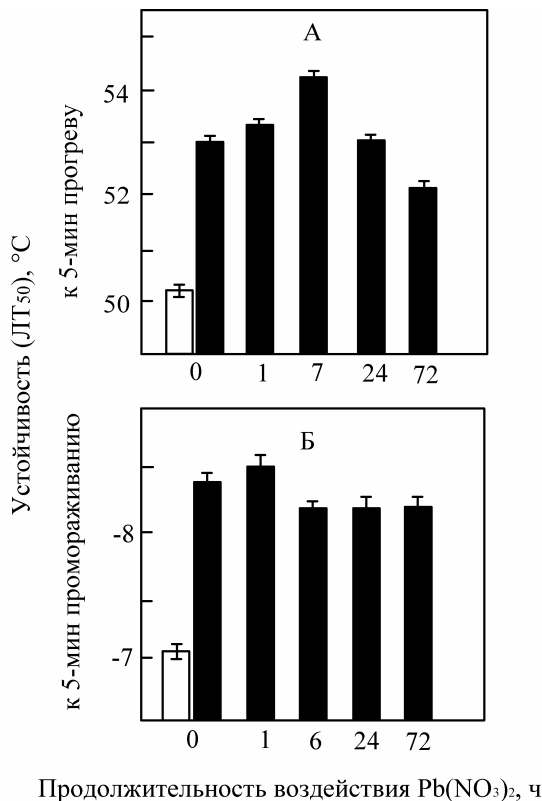 Устойчивость (ЛТ50), °С
к 5-мин прогреву
А
54
52
50
0 1 7 24 72
к 5-мин промораживанию
Б
-8
-7
0 1 6 24 72
Продолжительность воздействия Pb(NO3)2, ч